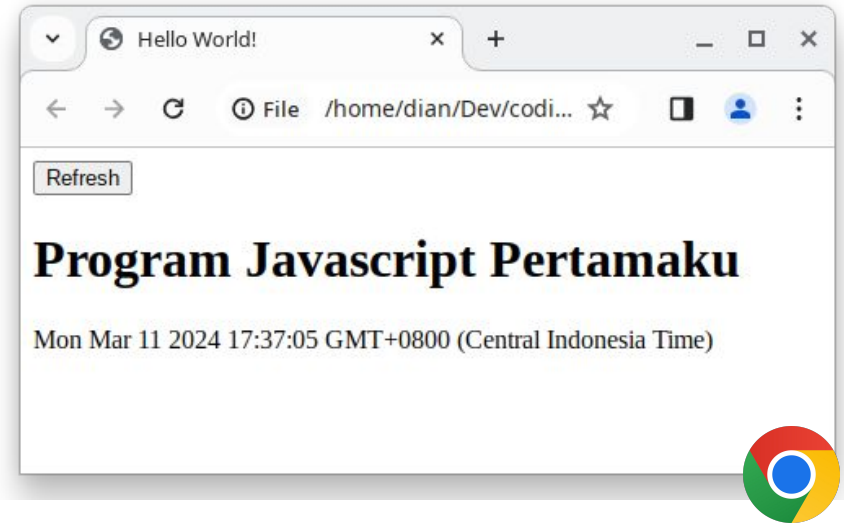 Hello World!
File /home/dian/Dev/codi...
Refresh
Program Javascript Pertamaku
Mon Mar 11 2024 17:37:05 GMT+0800 (Central Indonesia Time)